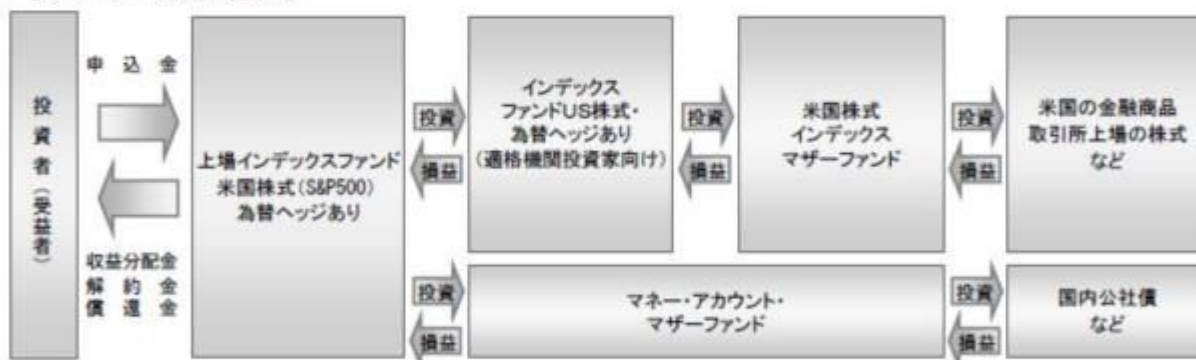 投資者(受益者)
申込金
収益分配金
解約金
償還金
上場インデックスファンド
米国株式(S&P500)
為替ヘッジあり
投資
損益
インデックス
ファンドUS株式・
為替ヘッジあり
(適格機関投資家向け)
投資
損益
米国株式
インデックス
マザーファンド
投資
損益
米国の金融商品
取引所上場の株式
など
投資
損益
マネー・アカウント・
マザーファンド
投資
損益
国内公社債
など